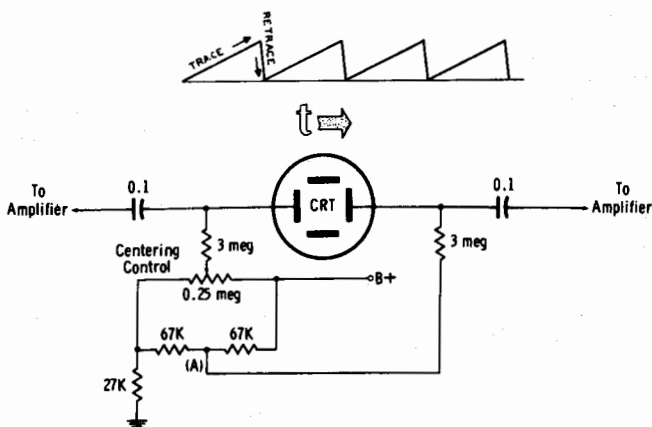 TRACE
RETRACE
t
To
Amplifier
0.1
CRT
0.1
To
Amplifier
3 meg
3 meg
Centering
Control
0.25 meg
B+
67K
67K
(A)
27K